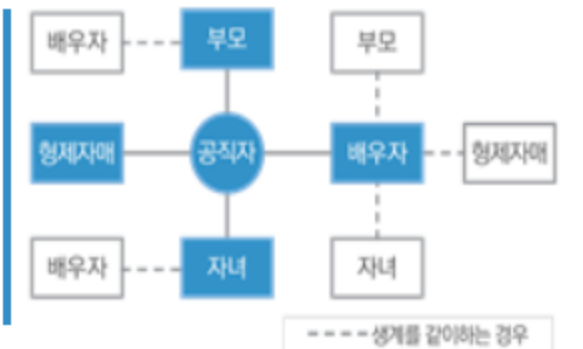 배우자
부모
부모
형제자매
공직자
배우자
형제자매
배우자
자녀
자녀
생계를 같이하는 경우